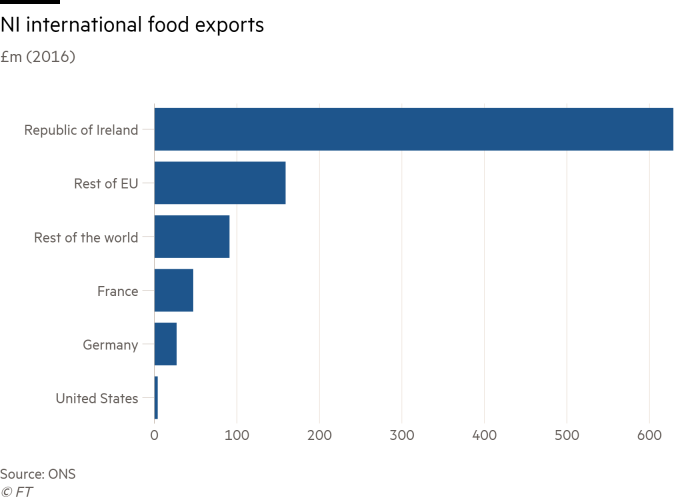 NI international food exports
£m (2016)
Republic of Ireland
Rest of EU
Rest of the world
France
Germany
United States
0 100 200 300 400 500 600
Source: ONS
© FT